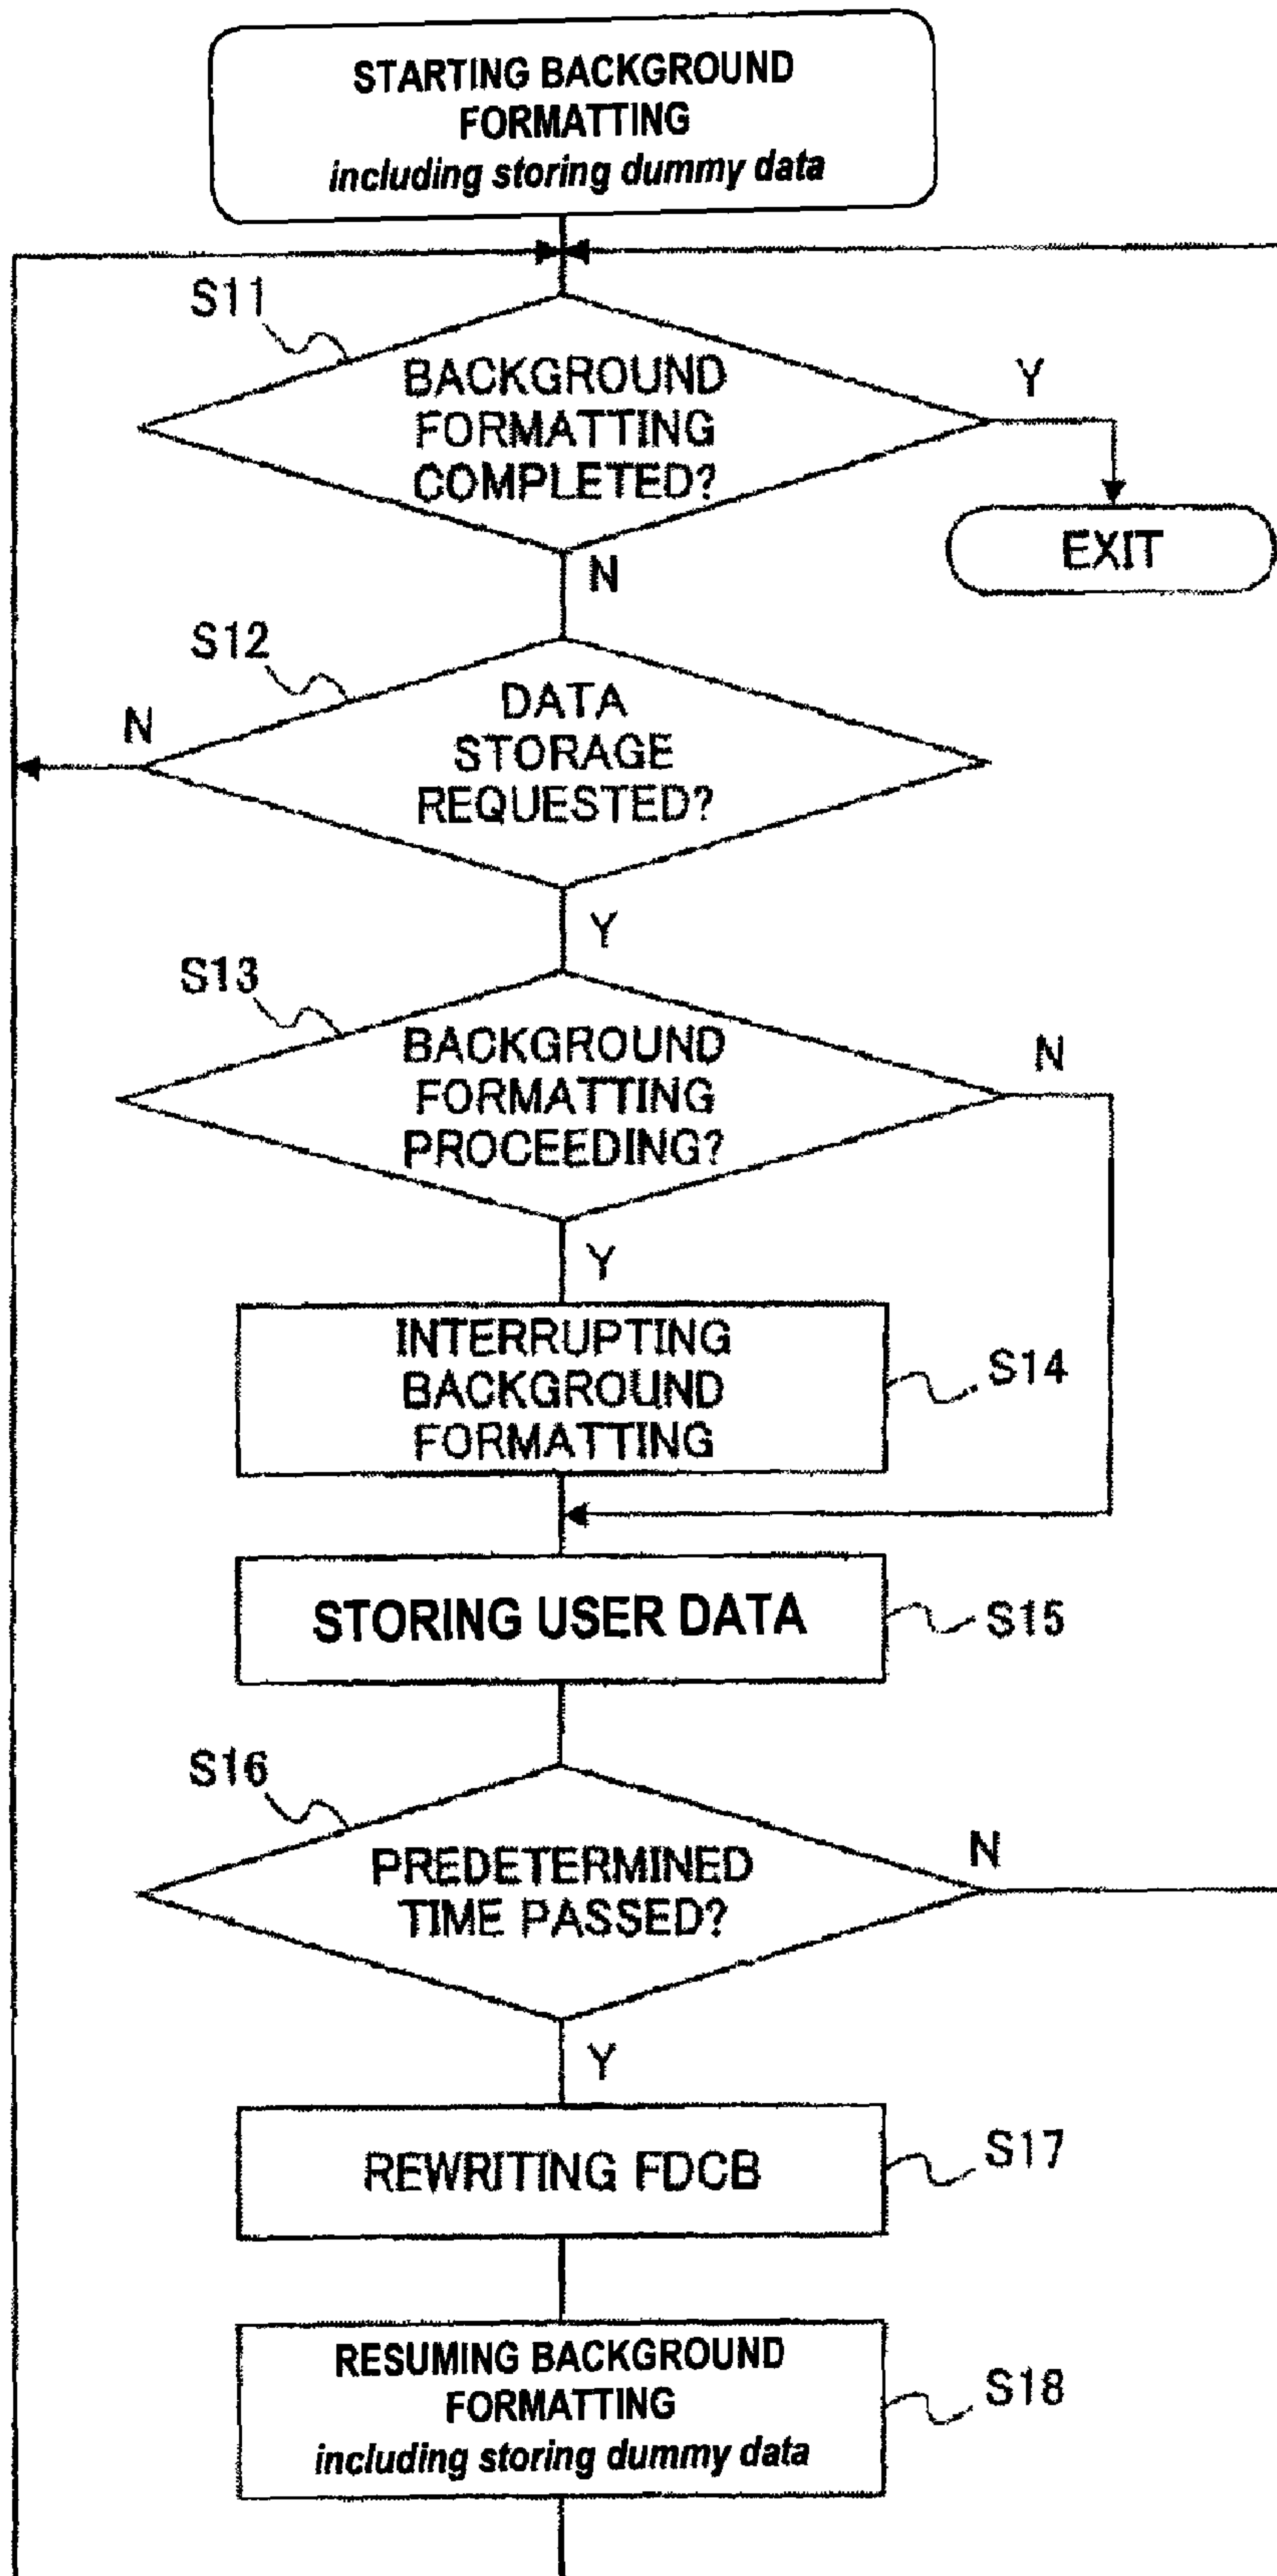 STARTING BACKGROUND
FORMATTING
including storing dummy data
S11
BACKGROUND
FORMATTING
COMPLETED?
Y
EXIT
N
S12
DATA
STORAGE
REQUESTED?
N
Y
S13
BACKGROUND
FORMATTING
PROCEEDING?
N
Y
INTERRUPTING
BACKGROUND
FORMATTING
S14
STORING USER DATA
S15
S16
PREDETERMINED
TIME PASSED?
N
Y
REWRITING FDCB
S17
RESUMING BACKGROUND
FORMATTING
including storing dummy data
S18